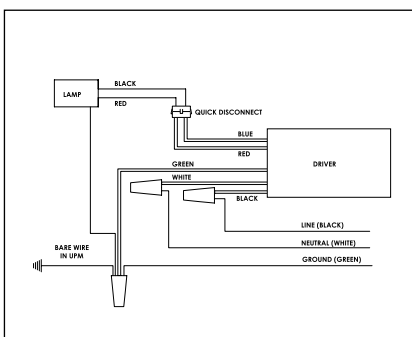 BLACK
LAMP
RED
QUICK DISCONNECT
BLUE
RED
DRIVER
GREEN
WHITE
BLACK
LINE (BLACK)
NEUTRAL (WHITE)
BARE WIRE
IN UPM
GROUND (GREEN)